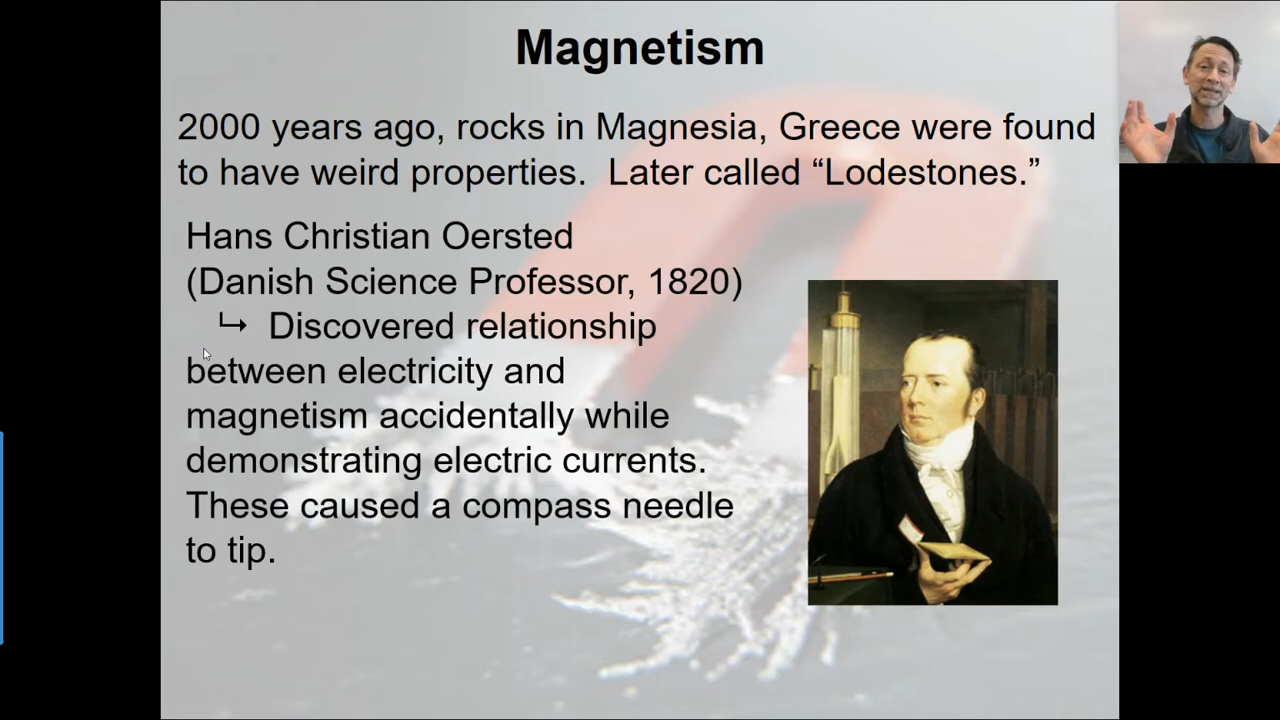 Magnetism
2000 years ago, rocks in Magnesia, Greece were found
to have weird properties.  Later called “Lodestones.”
Hans Christian Oersted
(Danish Science Professor, 1820)
↳ Discovered relationship
between electricity and
magnetism accidentally while
demonstrating electric currents.
These caused a compass needle
to tip.